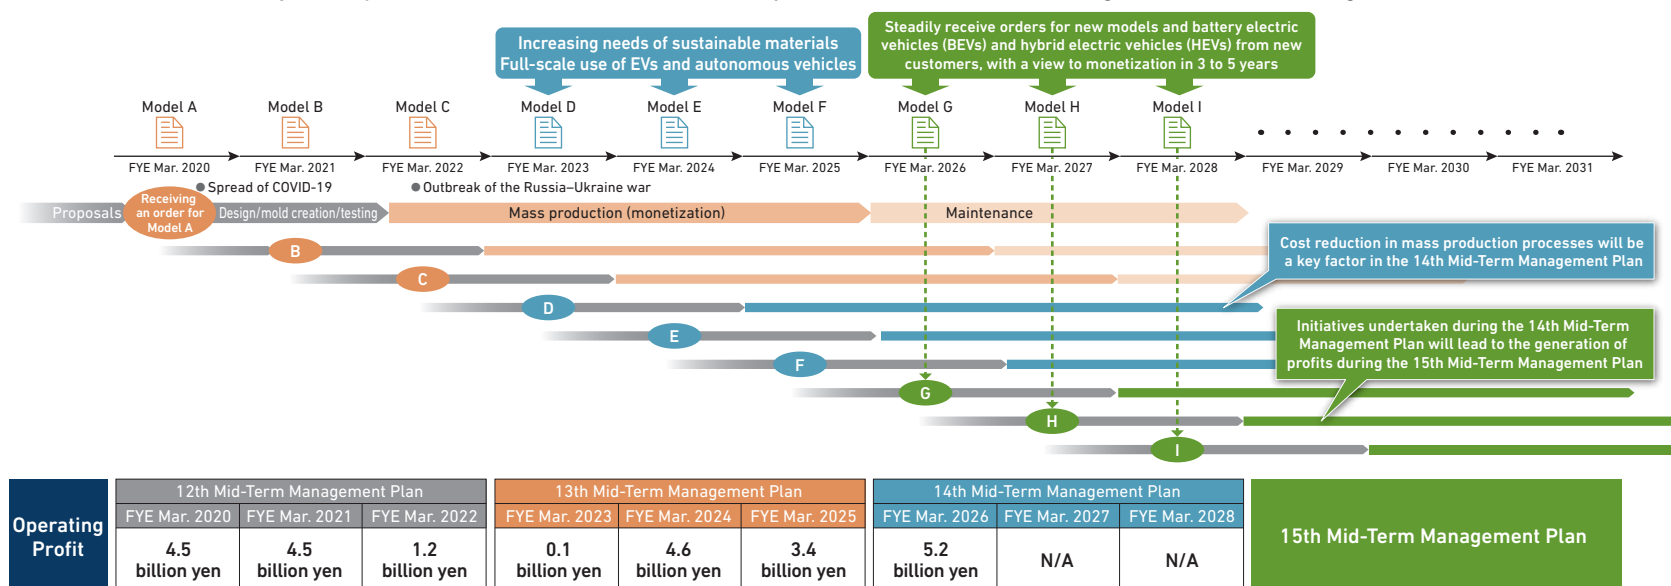 Increasing needs of sustainable materials
Full-scale use of EVs and autonomous vehicles
Steadily receive orders for new models and battery electric
vehicles (BEVs) and hybrid electric vehicles (HEVs) from new
customers, with a view to monetization in 3 to 5 years
Model A
Model B
Model C
Model D
Model E
Model F
Model G
Model H
Model I
FYE Mar. 2020
FYE Mar. 2021
FYE Mar. 2022
FYE Mar. 2023
FYE Mar. 2024
FYE Mar. 2025
FYE Mar. 2026
FYE Mar. 2027
FYE Mar. 2028
FYE Mar. 2029
FYE Mar. 2030
FYE Mar. 2031
Spread of COVID-19
Outbreak of the Russia–Ukraine war
Proposals
Receiving
an order for
Model A
Design/mold creation/testing
Mass production (monetization)
Maintenance
B
C
D
E
F
G
H
I
Cost reduction in mass production processes will be
a key factor in the 14th Mid-Term Management Plan
Initiatives undertaken during the 14th Mid-Term
Management Plan will lead to the generation of
profits during the 15th Mid-Term Management Plan
Operating
Profit
12th Mid-Term Management Plan
FYE Mar. 2020
FYE Mar. 2021
FYE Mar. 2022
4.5
billion yen
4.5
billion yen
1.2
billion yen
13th Mid-Term Management Plan
FYE Mar. 2023
FYE Mar. 2024
FYE Mar. 2025
0.1
billion yen
4.6
billion yen
3.4
billion yen
14th Mid-Term Management Plan
FYE Mar. 2026
FYE Mar. 2027
FYE Mar. 2028
5.2
billion yen
N/A
N/A
15th Mid-Term Management Plan